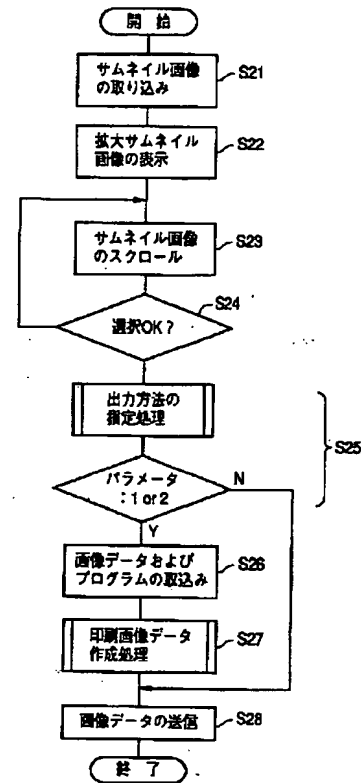 開 始
サムネイル画像
の取り込み
S21
拡大サムネイル
画像の表示
S22
サムネイル画像
のスクロール
S23
S24
選択OK？
出力方法の
指定処理
S25
パラメータ
：1 or 2
N
Y
画像データおよび
プログラムの取込み
S26
印刷画像データ
作成処理
S27
画像データの送信
S28
終 了